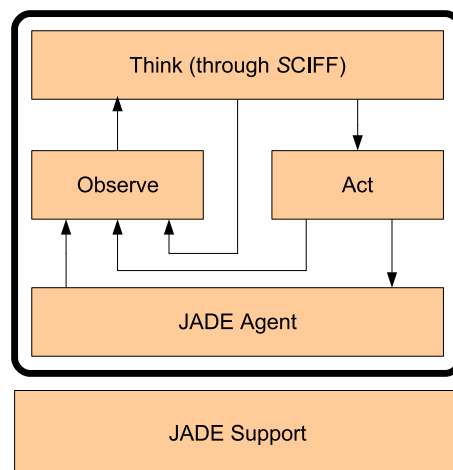 Think (through SCIFF)
Observe
Act
JADE Agent
JADE Support